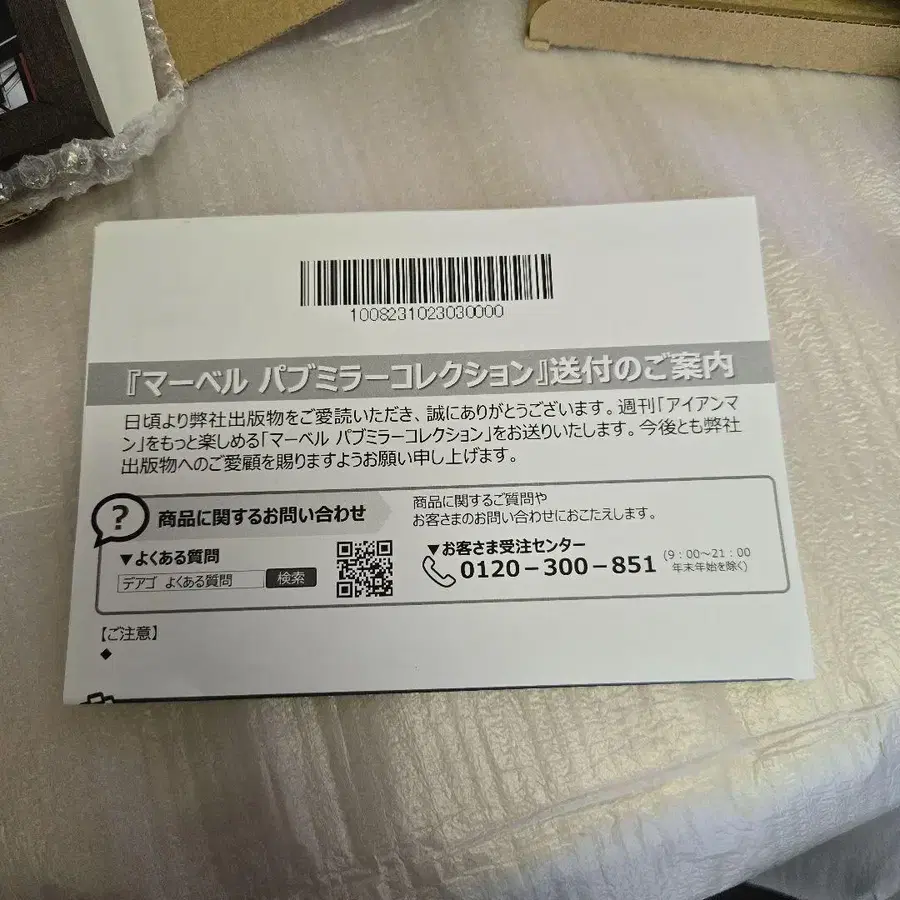 1008231023030000
『マーベル パブミラーコレクション』送付のご案内
日頃より弊社出版物をご愛読いただき、誠にありがとうございます。週刊「アイアンマ
ン」をもっと楽しめる「マーベル パブミラーコレクション」をお送りいたします。今後とも弊社
出版物へのご愛顧を賜りますようお願い申し上げます。
?
商品に関するお問い合わせ
▼よくある質問
デアゴ よくある質問 検索
商品に関するご質問や
お客さまのお問い合わせにおこたえします。
▼お客さま受注センター
0120-300-851
(9:00~21:00
年末年始を除く)
【ご注意】
◆